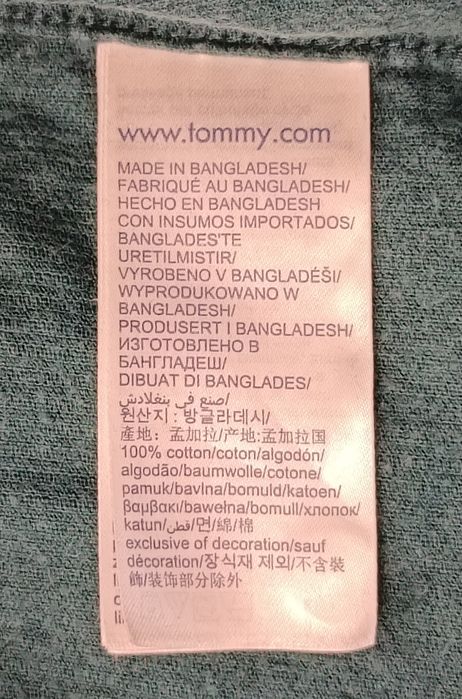 www.tommy.com
MADE IN BANGLADESH/
FABRIQUÉ AU BANGLADESH/
HECHO EN BANGLADESH
CON INSUMOS IMPORTADOS/
BANGLADES'TE
URETILMISTIR/
VYROBENO V BANGLADÉŠI/
WYPRODUKOWANO W
BANGLADESH/
PRODUSERT I BANGLADESH/
ИЗГОТОВЛЕНО В
БАНГЛАДЕШ/
DIBUAT DI BANGLADES/
صنع في بنغلادش/
원산지 : 방글라데시/
產地: 孟加拉/产地:孟加拉国
100% cotton/coton/algodón/
algodão/baumwolle/cotone/
pamuk/bavlna/bomuld/katoen/
βαμβακι/bawełna/bomull/хлопок/
katun/قطن/면/綿/棉
exclusive of decoration/sauf
décoration/장식재 제외/不含裝
飾/装饰部分除外